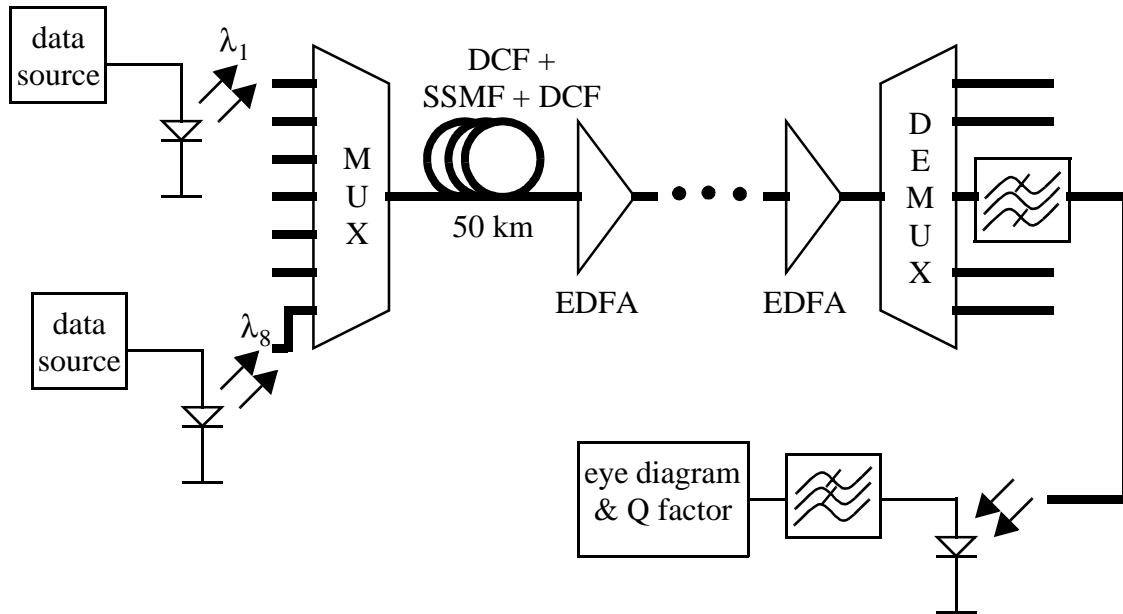 data
source
λ1
DCF +
SSMF + DCF
M
U
X
50 km
EDFA
EDFA
D
E
M
U
X
data
source
λ8
eye diagram
& Q factor